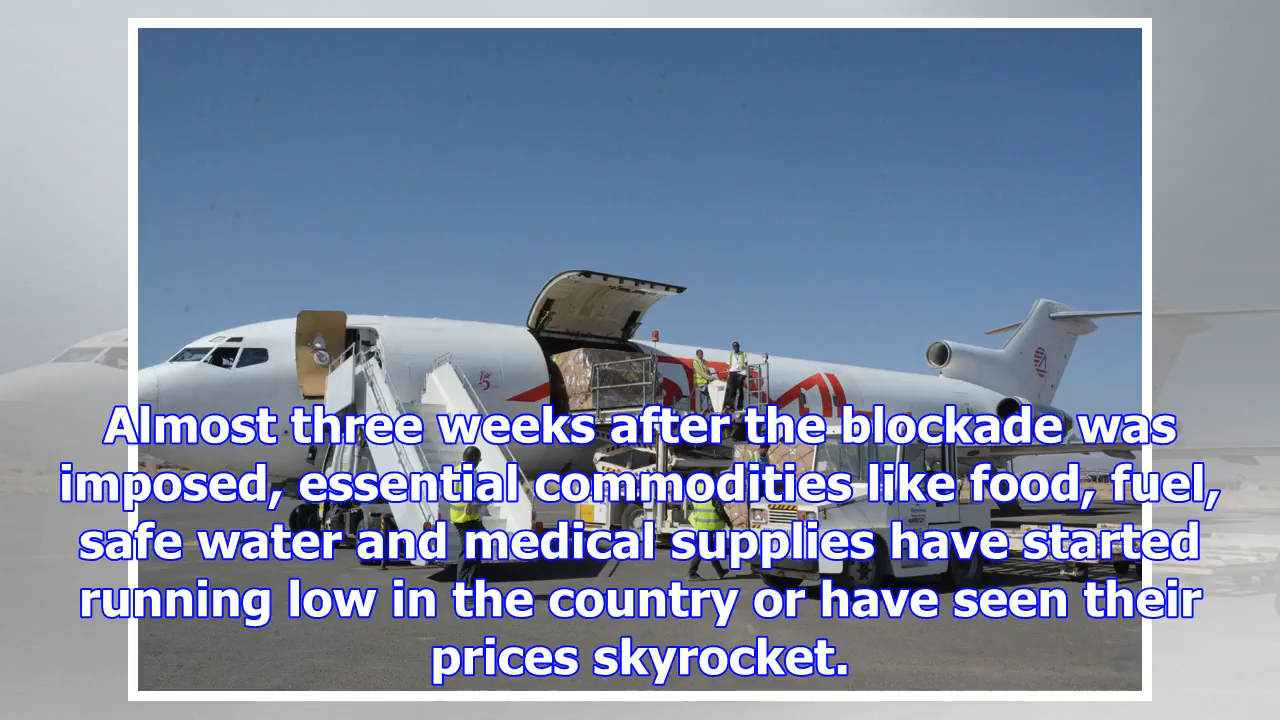 Almost three weeks after the blockade was
imposed, essential commodities like food, fuel,
safe water and medical supplies have started
running low in the country or have seen their
prices skyrocket.